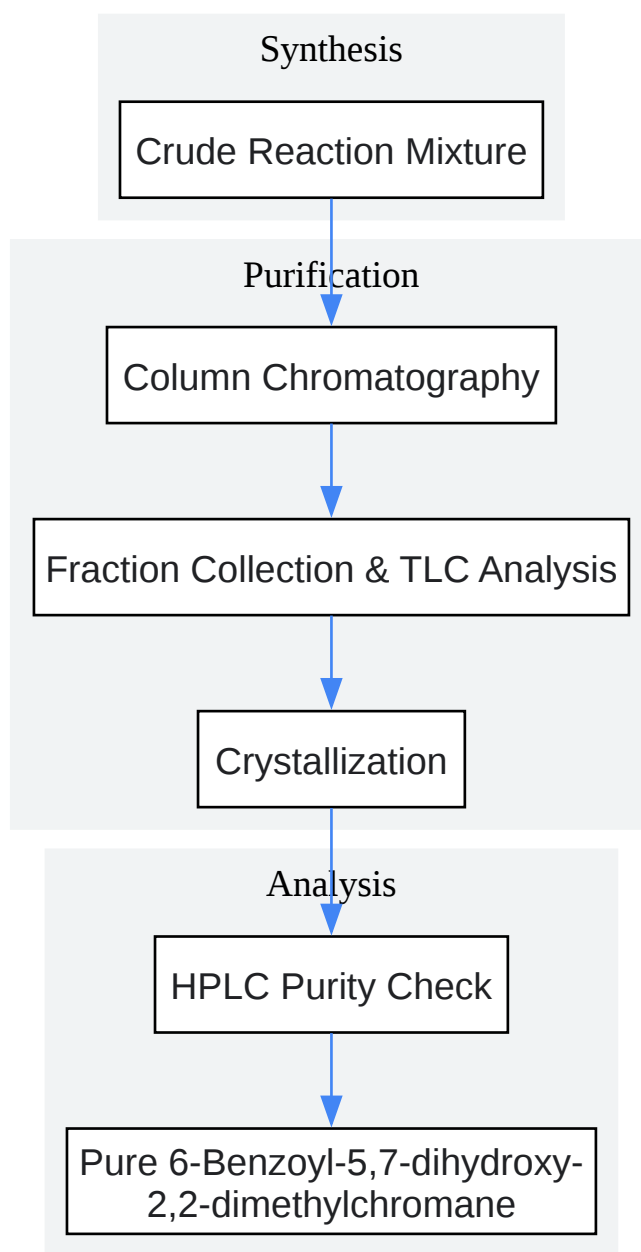 Synthesis
Crude Reaction Mixture
Purification
Column Chromatography
Fraction Collection & TLC Analysis
Crystallization
Analysis
HPLC Purity Check
Pure 6-Benzoyl-5,7-dihydroxy-
2,2-dimethylchromane